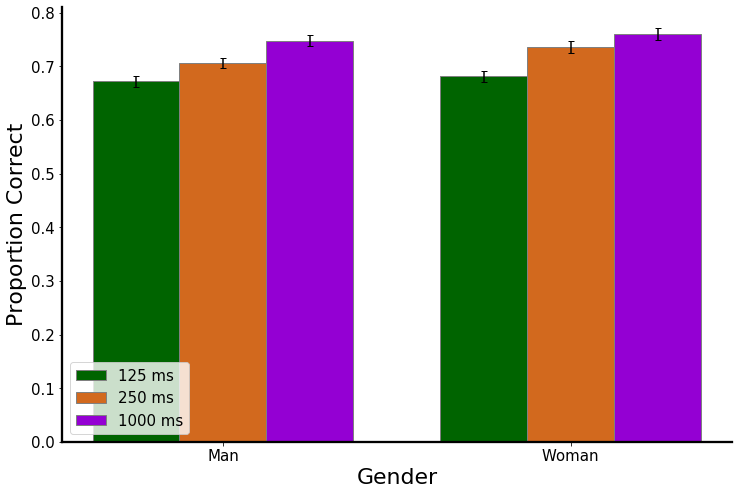 Proportion Correct
0.8
0.7
0.6
0.5
0.4
0.3
0.2
0.1
0.0
125 ms
250 ms
1000 ms
Man
Woman
Gender